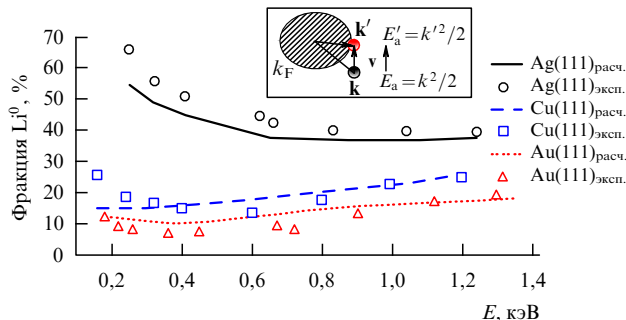 Фракция Li⁰, %
70
60
50
40
30
20
10
0
0,2
0,4
0,6
0,8
1,0
1,2
1,4
E, кэВ
k′
E′ₐ = k′²/2
v
k_F
k
Eₐ = k²/2
Ag(111)расч.
Ag(111)эксп.
Cu(111)расч.
Cu(111)эксп.
Au(111)расч.
Au(111)эксп.